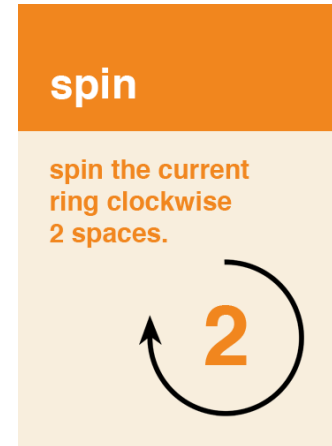 spin
spin the current
ring clockwise
2 spaces.
2